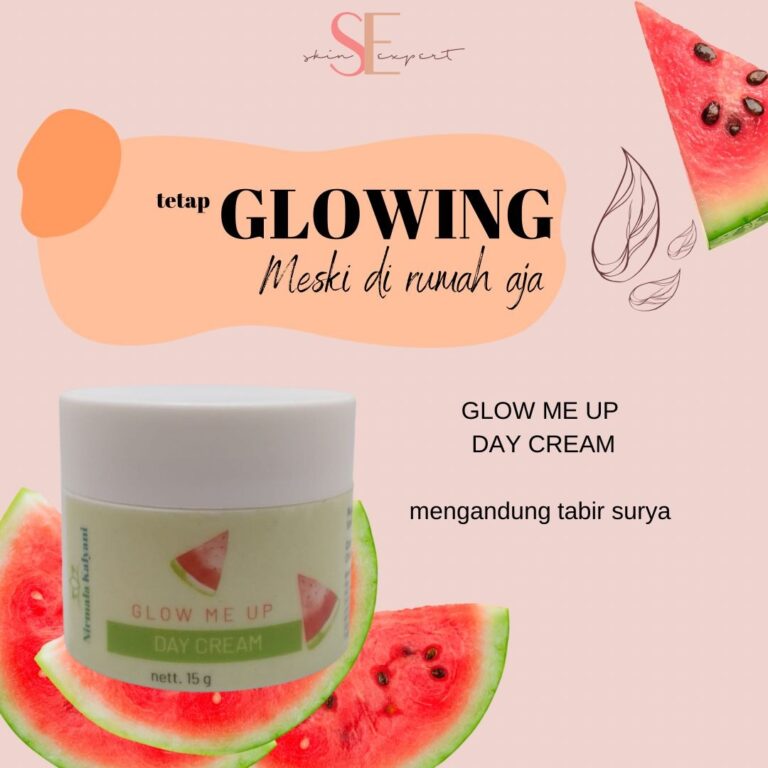 SE
skin expert
tetap GLOWING
Meski di rumah aja
GLOW ME UP
DAY CREAM
mengandung tabir surya
Nirmala Kalyani
GLOW ME UP
DAY CREAM
nett. 15 g